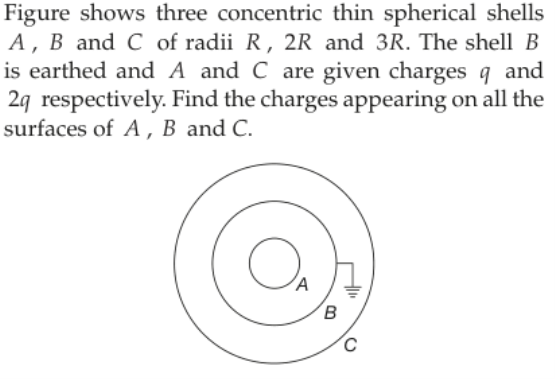 Figure shows three concentric thin spherical shells
A, B and C of radii R, 2R and 3R. The shell B
is earthed and A and C are given charges q and
2q respectively. Find the charges appearing on all the
surfaces of A, B and C.
A
B
C